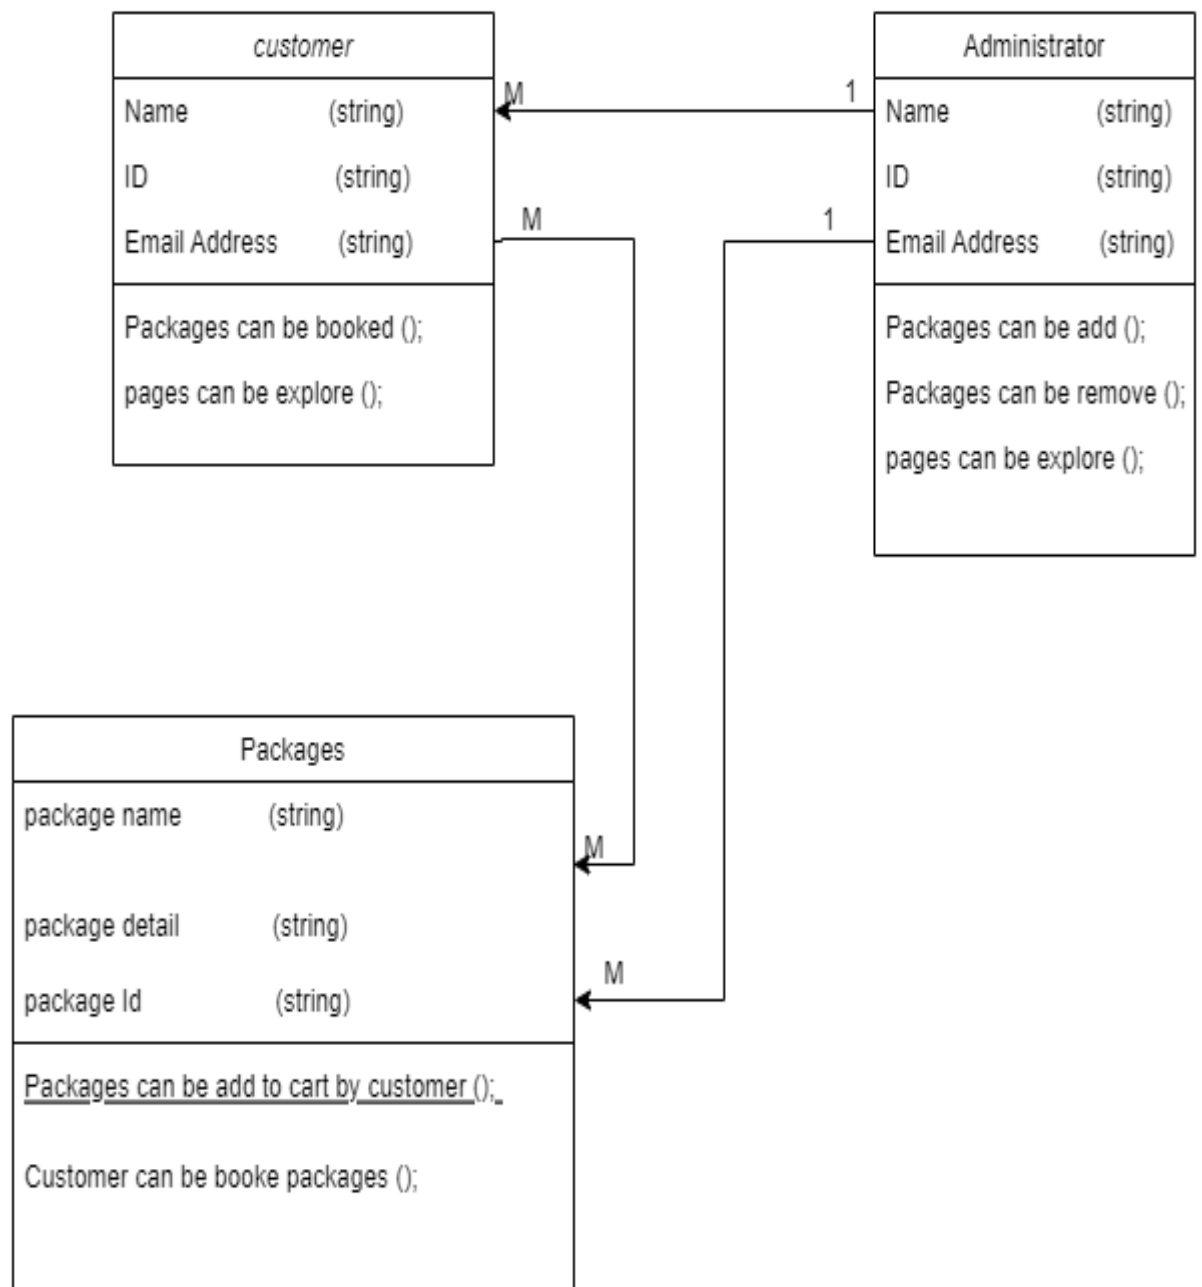 customer
Name (string)
ID (string)
Email Address (string)
Packages can be booked ();
pages can be explore ();
M 1
M 1
Administrator
Name (string)
ID (string)
Email Address (string)
Packages can be add ();
Packages can be remove ();
pages can be explore ();
Packages
package name (string)
package detail (string)
package Id (string)
Packages can be add to cart by customer ();
Customer can be booke packages ();
M
M